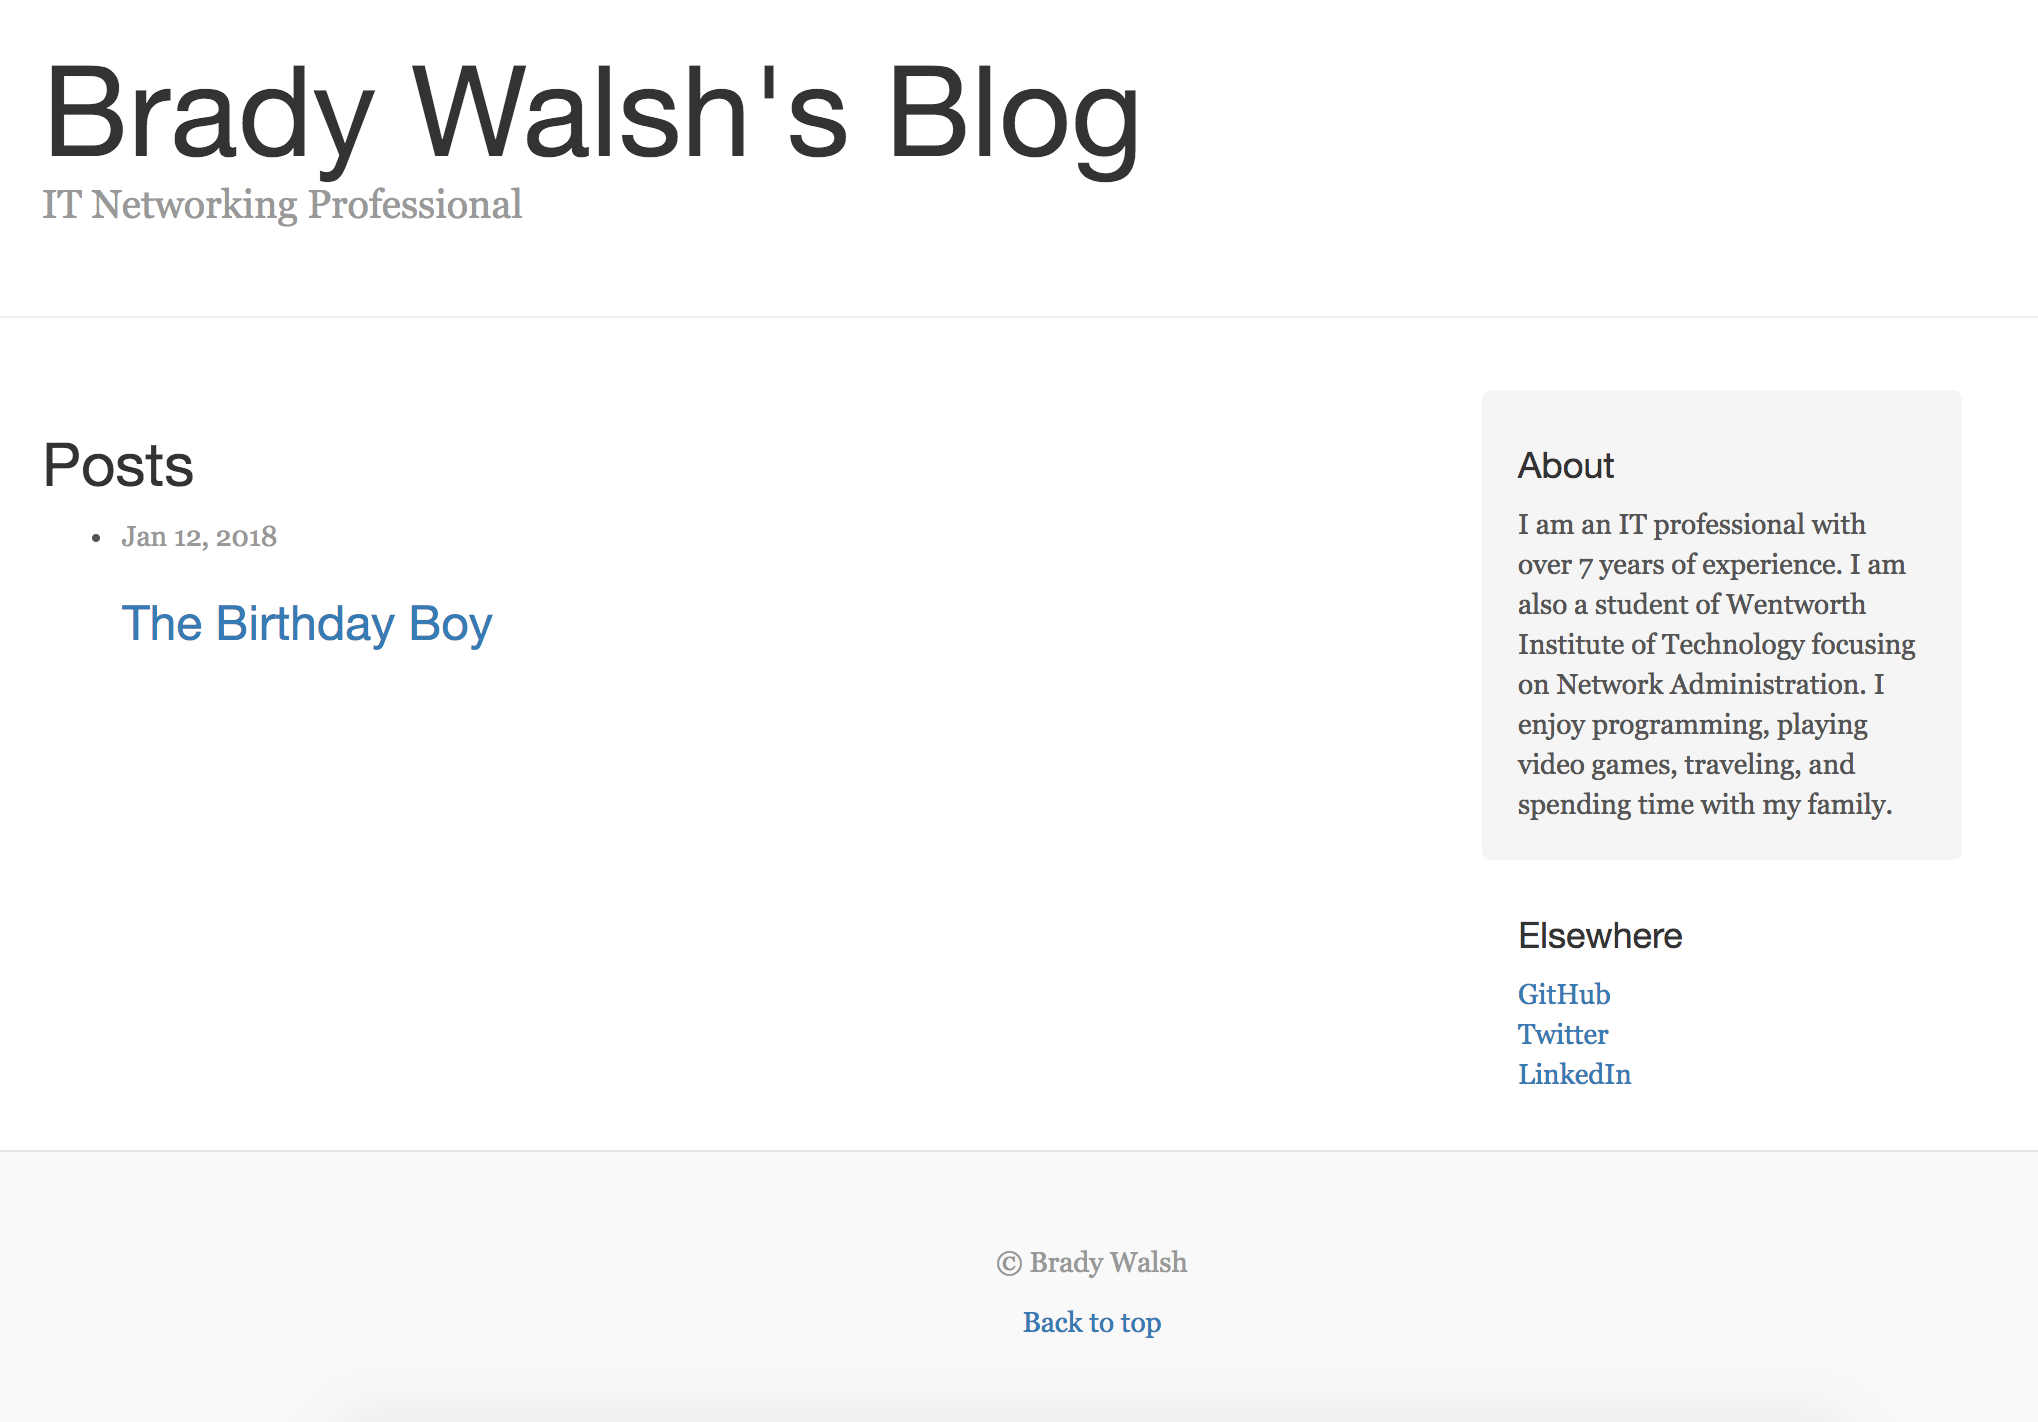 Brady Walsh's Blog
IT Networking Professional
Posts
Jan 12, 2018
The Birthday Boy
About
I am an IT professional with
over 7 years of experience. I am
also a student of Wentworth
Institute of Technology focusing
on Network Administration. I
enjoy programming, playing
video games, traveling, and
spending time with my family.
Elsewhere
GitHub
Twitter
LinkedIn
© Brady Walsh
Back to top